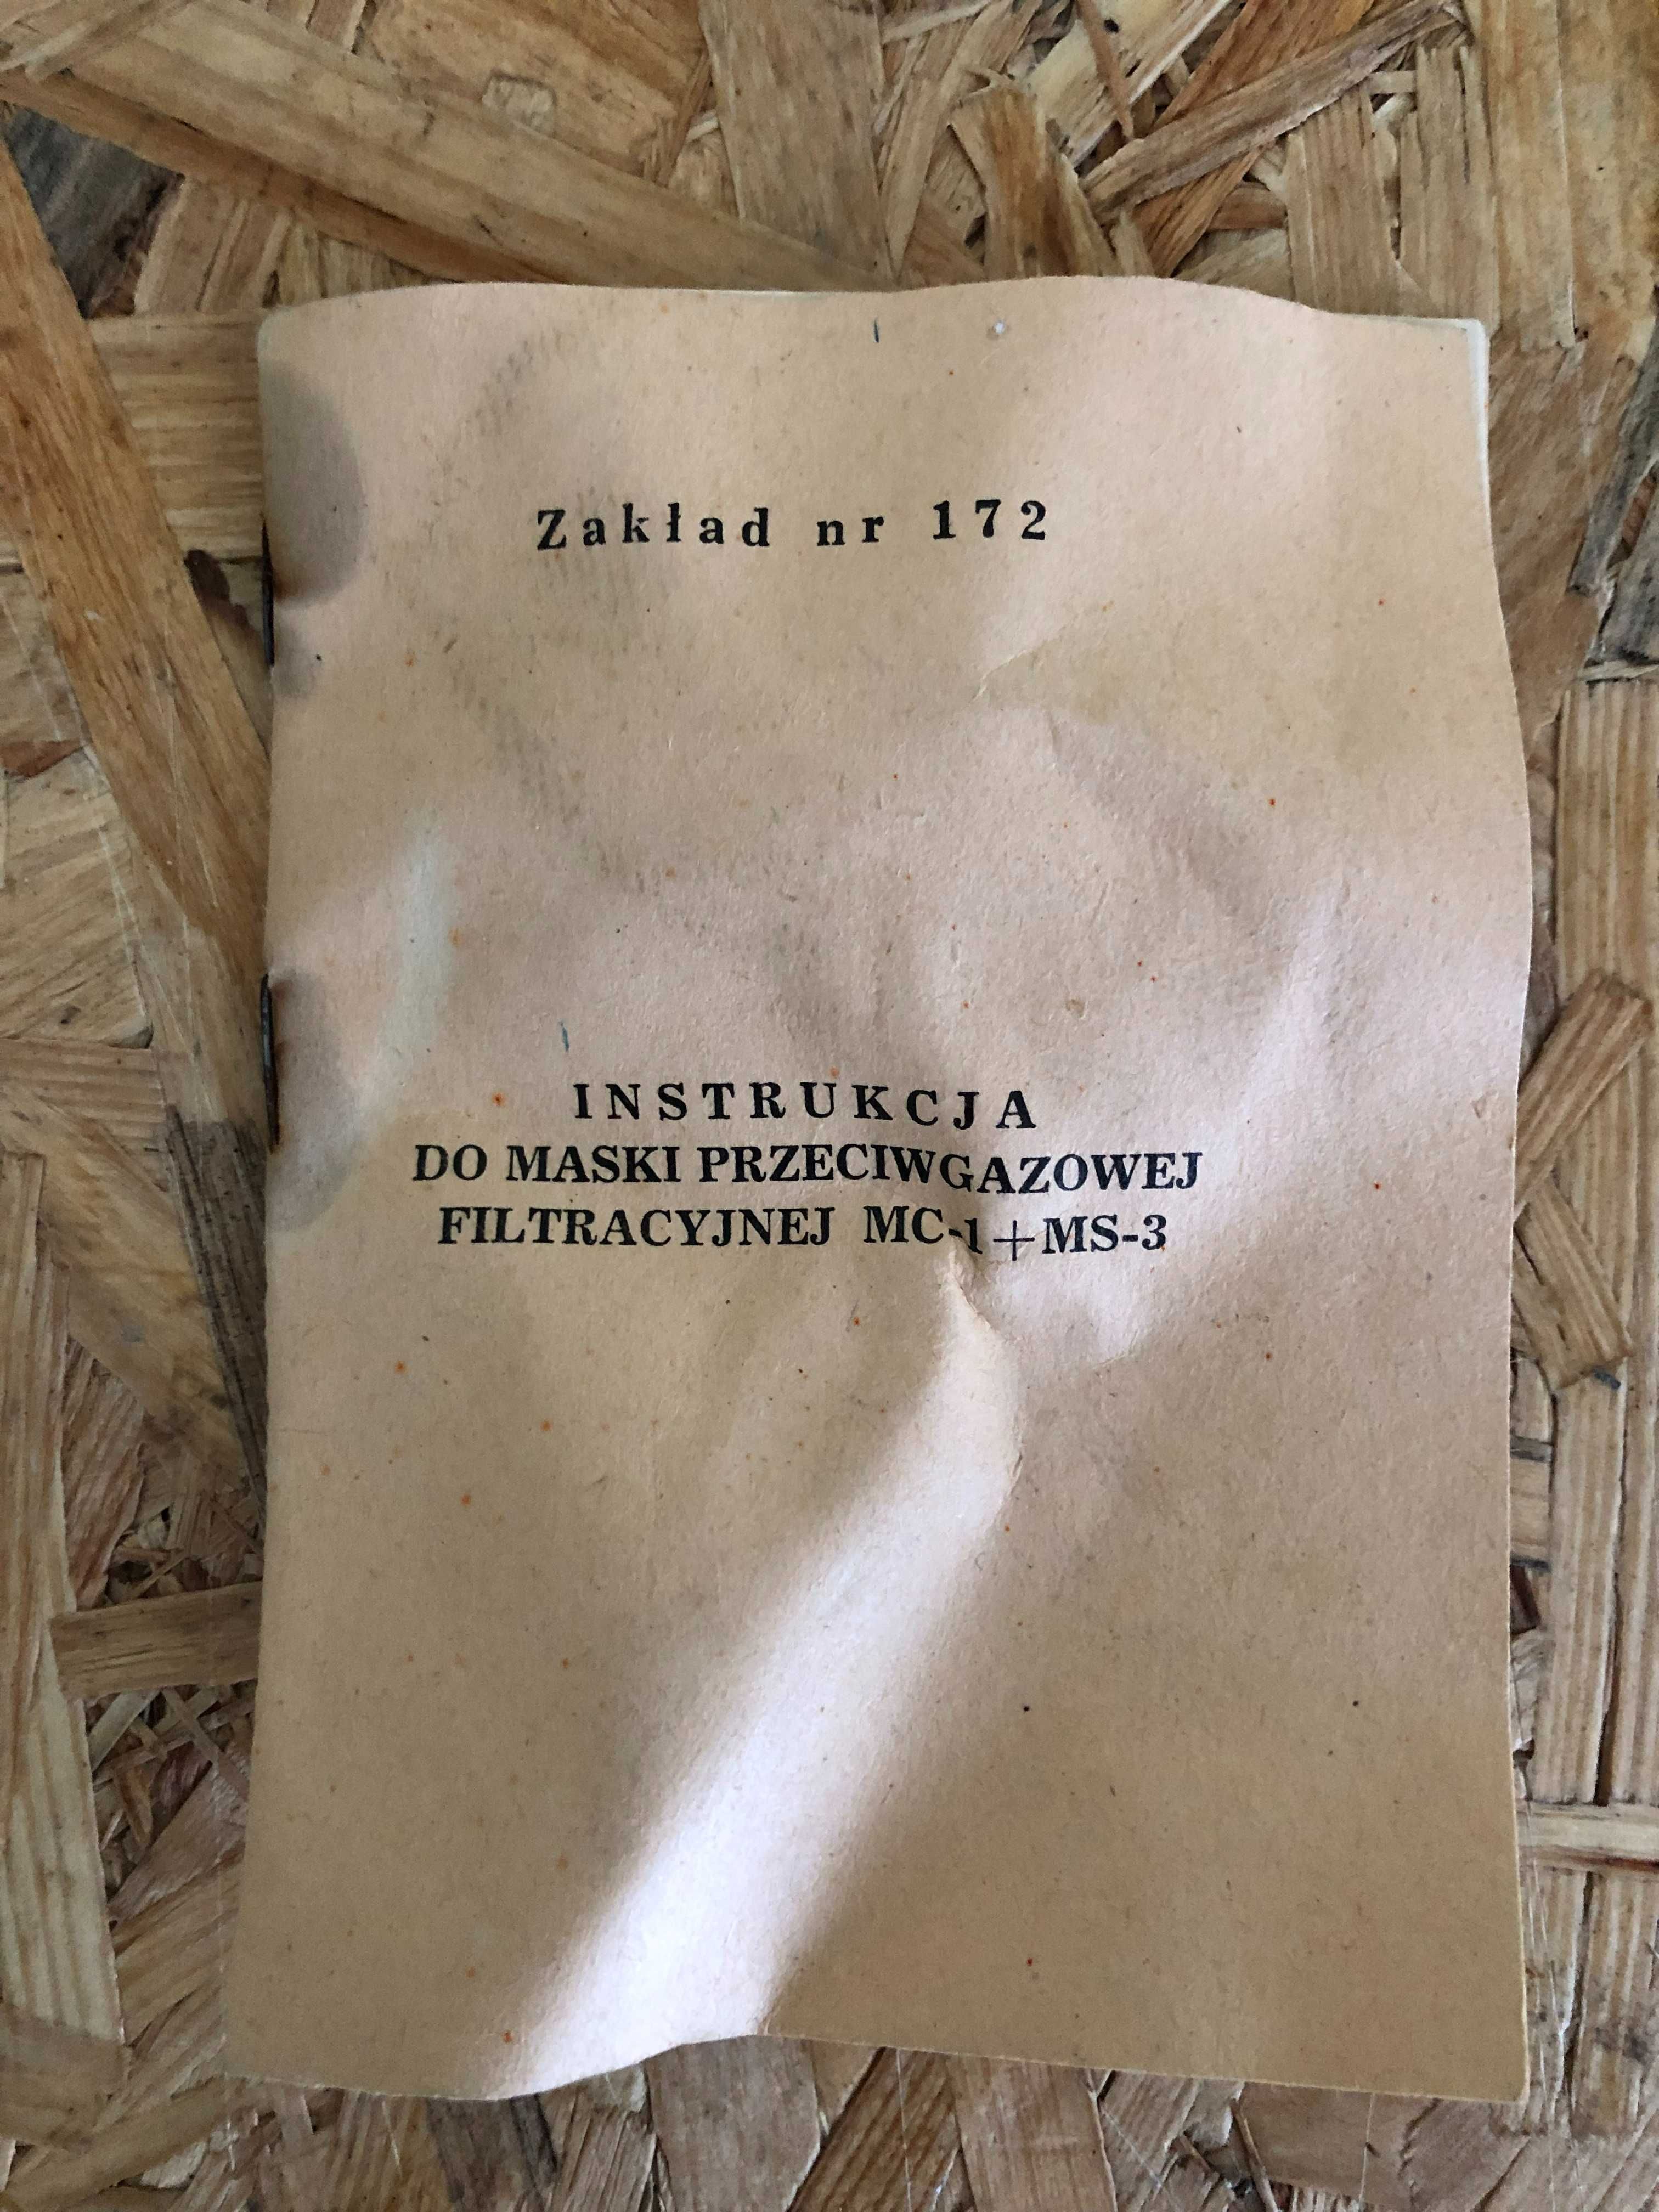 Zakład nr 172
INSTRUKCJA
DO MASKI PRZECIWGAZOWEJ
FILTRACYJNEJ MC-1+MS-3